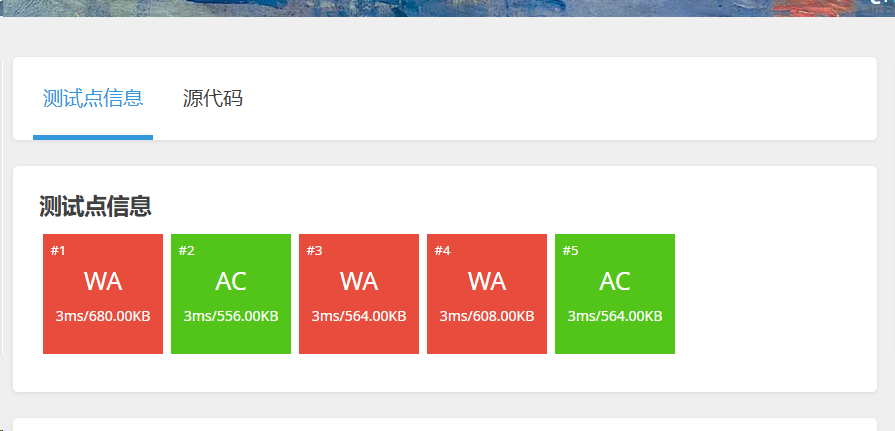 测试点信息 源代码
测试点信息
#1 #2 #3 #4 #5
WA AC WA WA AC
3ms/680.00KB 3ms/556.00KB 3ms/564.00KB 3ms/608.00KB 3ms/564.00KB